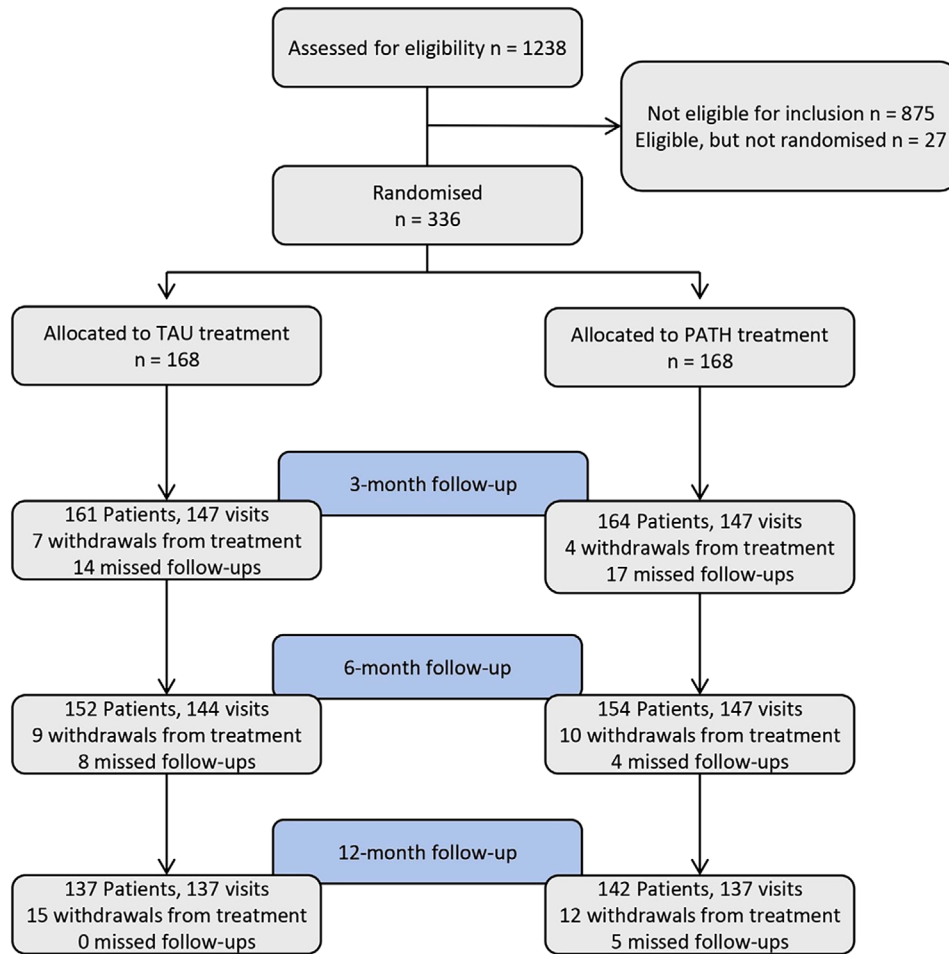 Assessed for eligibility n = 1238
Not eligible for inclusion n = 875
Eligible, but not randomised n = 27
Randomised
n = 336
Allocated to TAU treatment
n = 168
Allocated to PATH treatment
n = 168
3-month follow-up
161 Patients, 147 visits
7 withdrawals from treatment
14 missed follow-ups
164 Patients, 147 visits
4 withdrawals from treatment
17 missed follow-ups
6-month follow-up
152 Patients, 144 visits
9 withdrawals from treatment
8 missed follow-ups
154 Patients, 147 visits
10 withdrawals from treatment
4 missed follow-ups
12-month follow-up
137 Patients, 137 visits
15 withdrawals from treatment
0 missed follow-ups
142 Patients, 137 visits
12 withdrawals from treatment
5 missed follow-ups